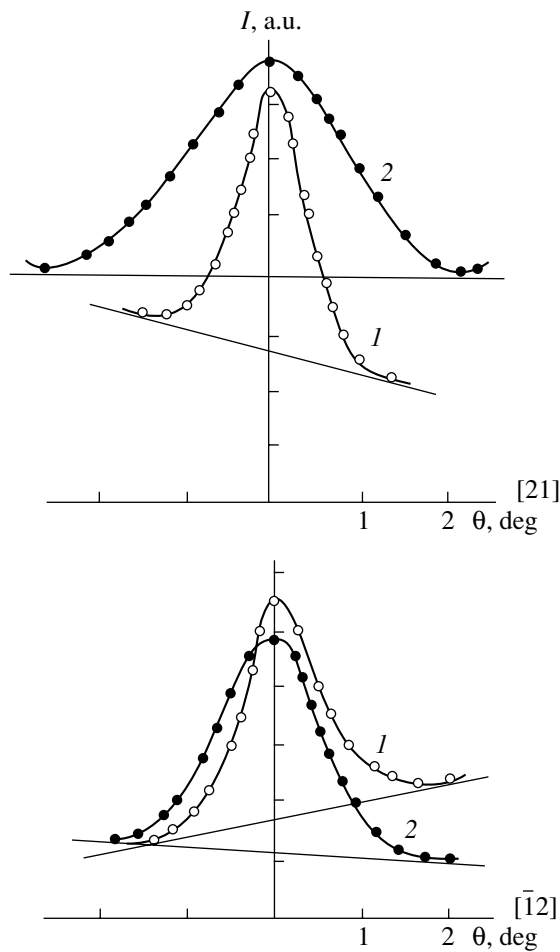 I, a.u.
2
1
[21]
1 2 θ, deg
1
2
[1̄2]
1 2 θ, deg